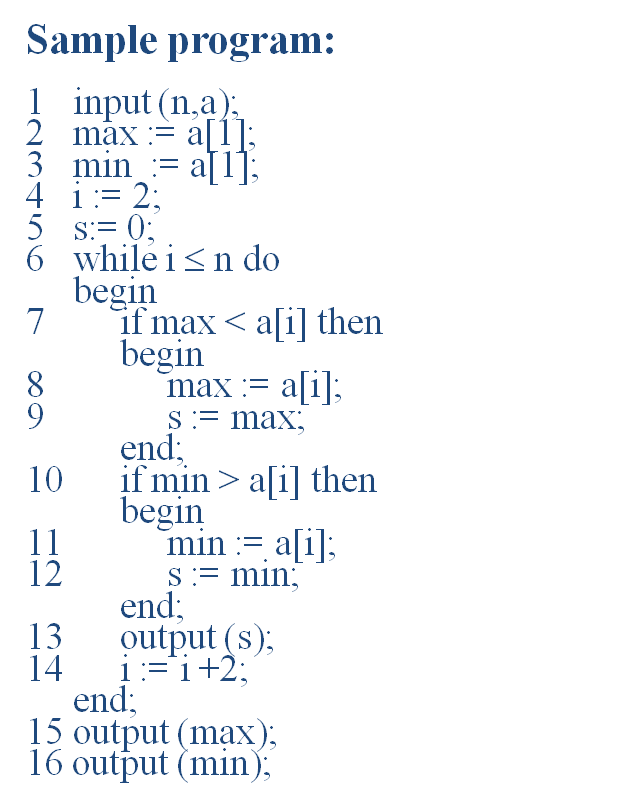 Sample program:
1 input (n,a);
2 max := a[1];
3 min := a[1];
4 i := 2;
5 s:= 0;
6 while i ≤ n do
begin
7 if max < a[i] then
begin
8 max := a[i];
9 s := max;
end;
10 if min > a[i] then
begin
11 min := a[i];
12 s := min;
end;
13 output (s);
14 i := i +2;
end;
15 output (max);
16 output (min);